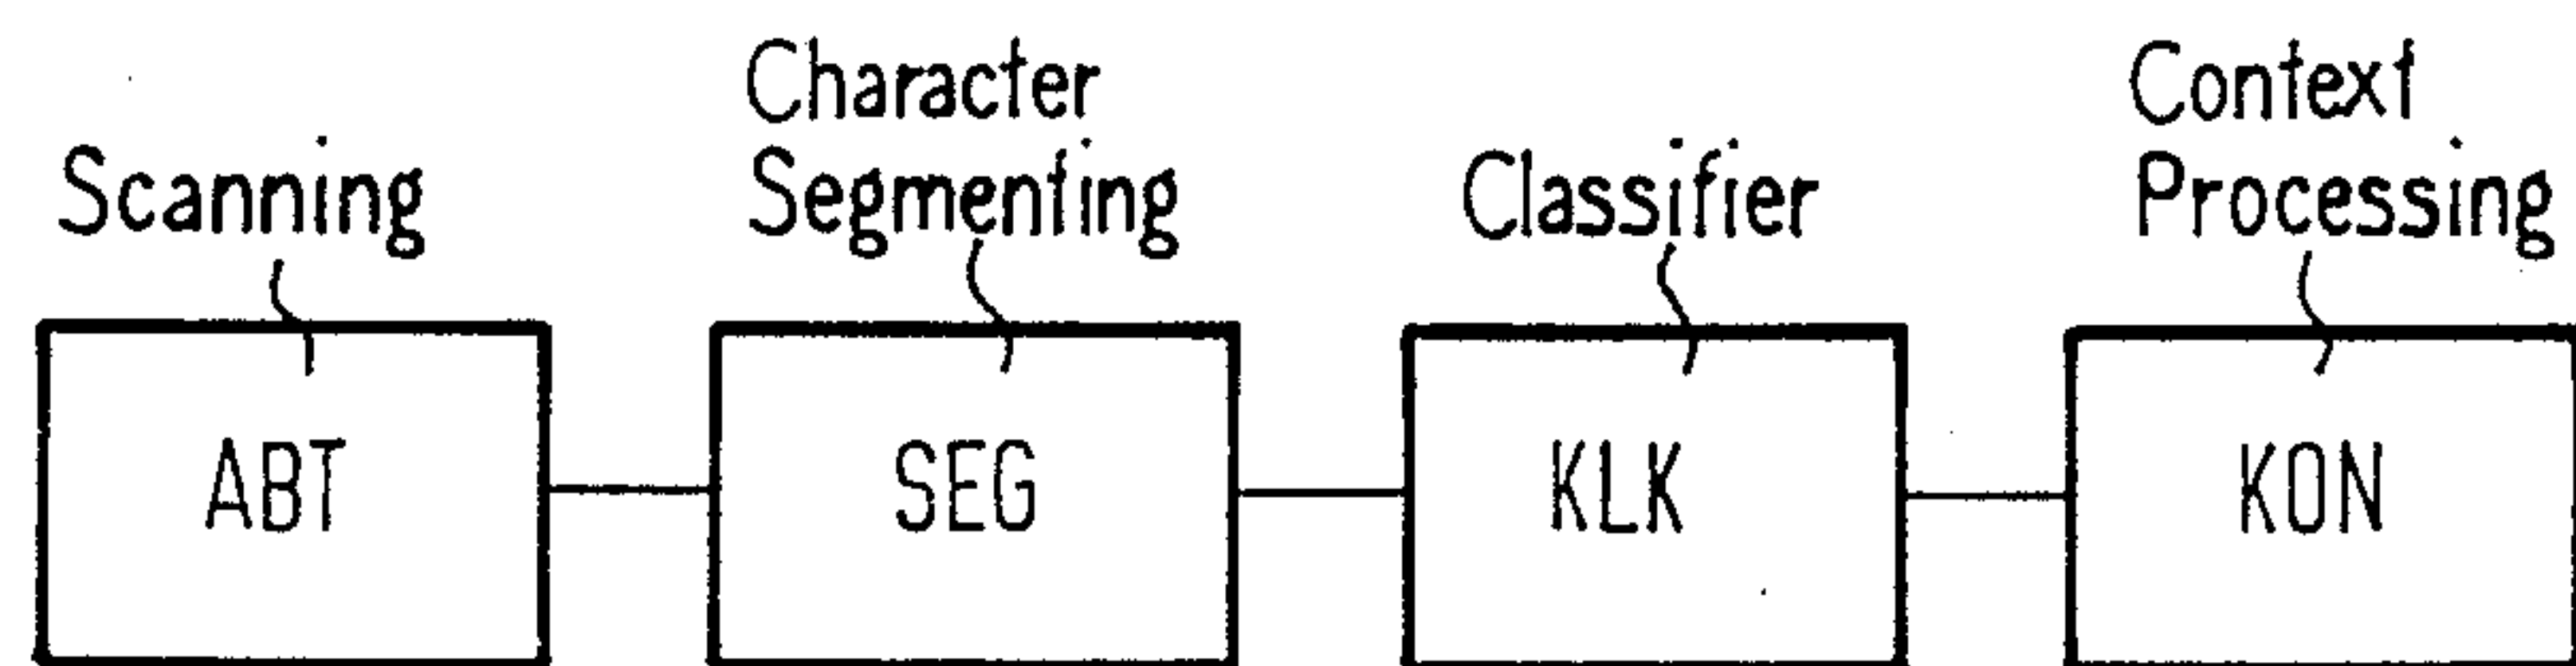 Scanning
Character
Segmenting
Classifier
Context
Processing
ABT
SEG
KLK
KON